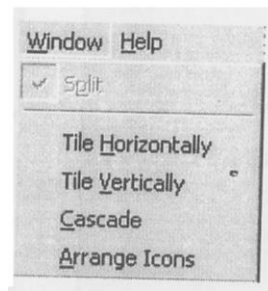 Window Help
Split
Tile Horizontally
Tile Vertically
Cascade
Arrange Icons